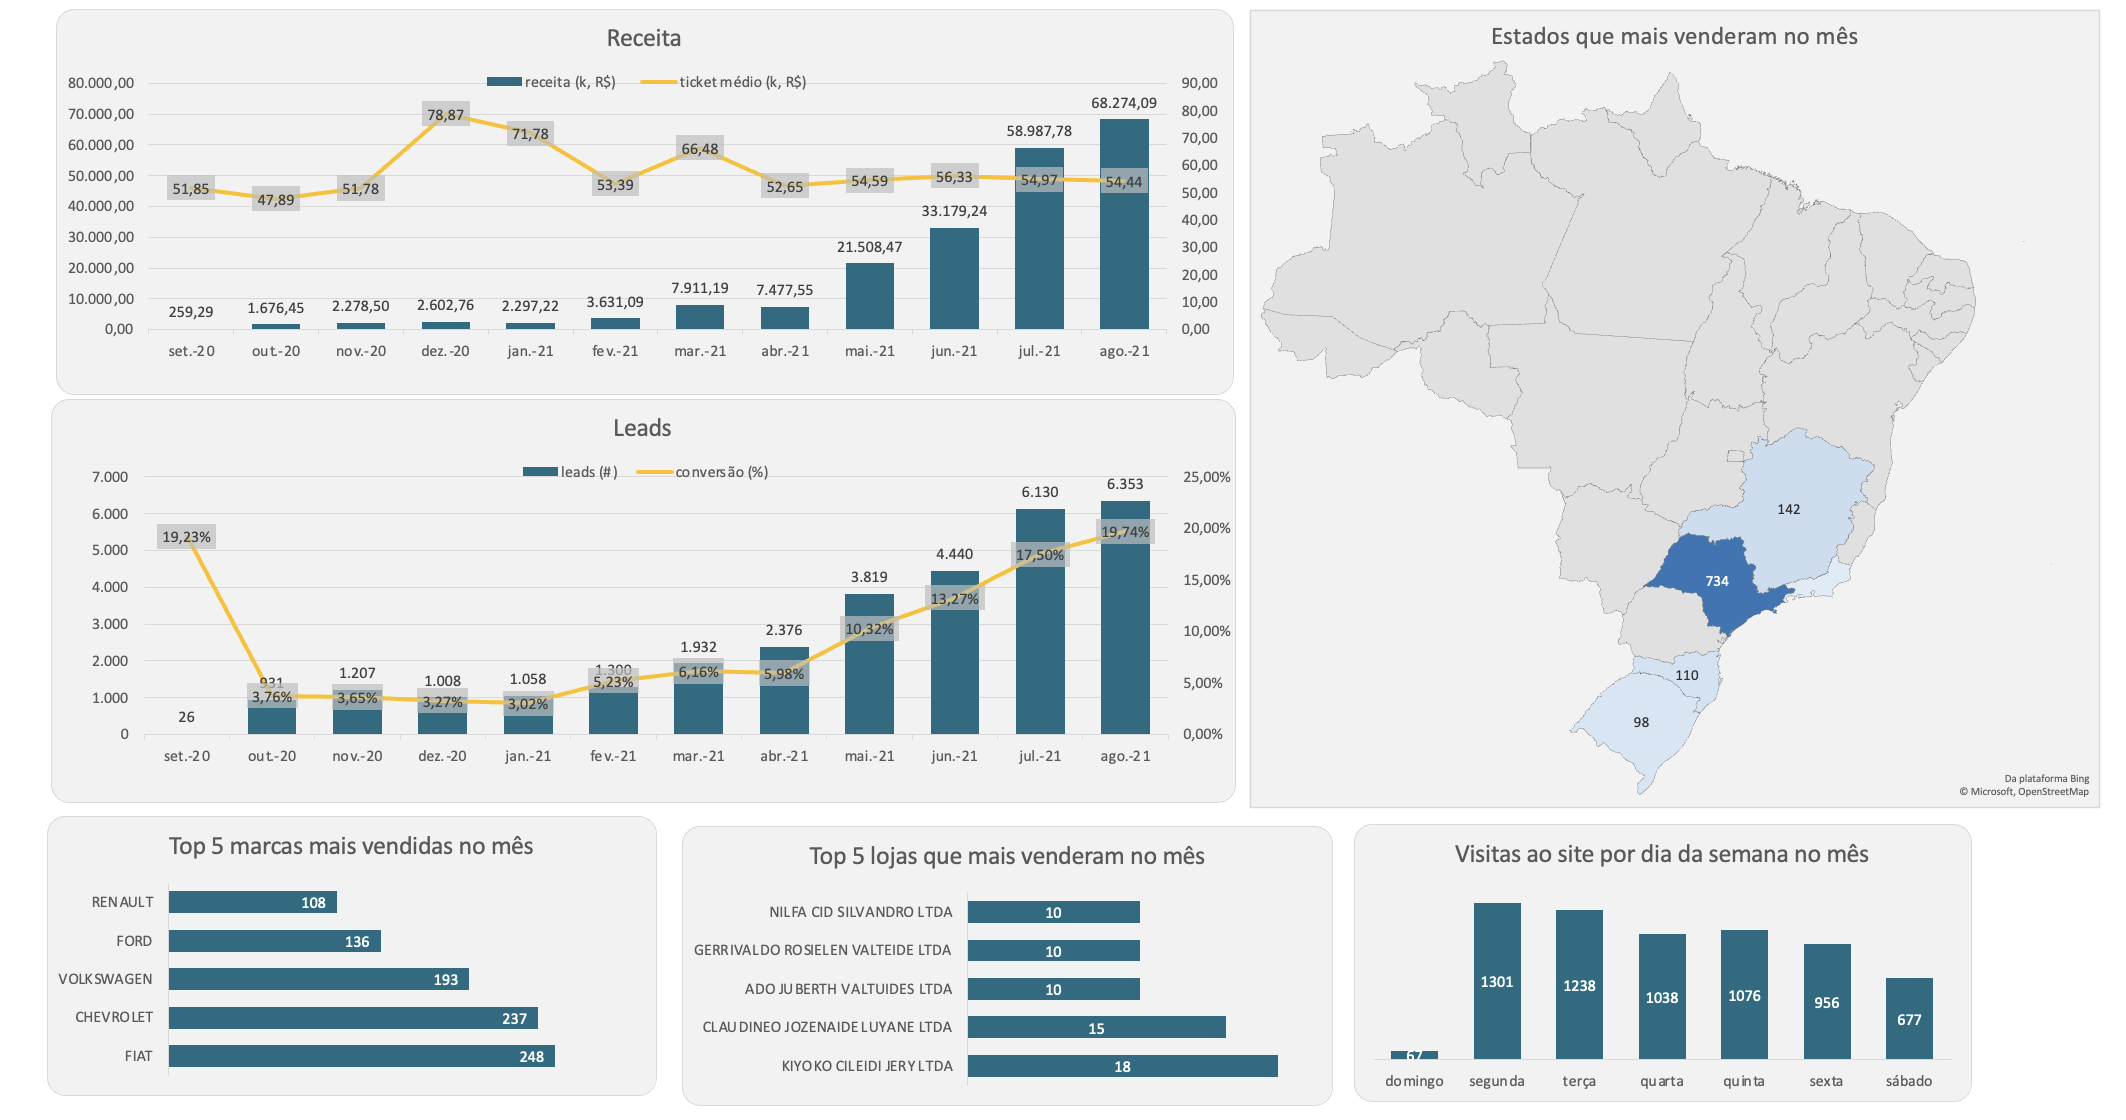 Receita
receita (k, R$) ticket médio (k, R$)
80.000,00
70.000,00
60.000,00
50.000,00
40.000,00
30.000,00
20.000,00
10.000,00
0,00
90,00
80,00
70,00
60,00
50,00
40,00
30,00
20,00
10,00
0,00
51,85 47,89 51,78 78,87 71,78 53,39 66,48 52,65 54,59 56,33 54,97 54,44
259,29 1.676,45 2.278,50 2.602,76 2.297,22 3.631,09 7.911,19 7.477,55 21.508,47 33.179,24 58.987,78 68.274,09
set.-20 out.-20 nov.-20 dez.-20 jan.-21 fev.-21 mar.-21 abr.-21 mai.-21 jun.-21 jul.-21 ago.-21
Leads
leads (#) conversão (%)
7.000
6.000
5.000
4.000
3.000
2.000
1.000
0
25,00%
20,00%
15,00%
10,00%
5,00%
0,00%
26 931 1.207 1.008 1.058 1.932 2.376 3.819 4.440 6.130 6.353
19,23% 3,76% 3,65% 3,27% 3,02% 5,23% 6,16% 5,98% 10,32% 13,27% 17,50% 19,74%
set.-20 out.-20 nov.-20 dez.-20 jan.-21 fev.-21 mar.-21 abr.-21 mai.-21 jun.-21 jul.-21 ago.-21
Estados que mais venderam no mês
142
734
110
98
Da plataforma Bing
© Microsoft, OpenStreetMap
Top 5 marcas mais vendidas no mês
RENAULT 108
FORD 136
VOLKSWAGEN 193
CHEVROLET 237
FIAT 248
Top 5 lojas que mais venderam no mês
NILFA CID SILVANDRO LTDA 10
GERRIVALDO ROSIELEN VALTEIDE LTDA 10
ADO JUBERTH VALTUIDES LTDA 10
CLAUDINEO JOZENAIDE LUYANE LTDA 15
KIYOKO CILEIDI JERY LTDA 18
Visitas ao site por dia da semana no mês
67 1301 1238 1038 1076 956 677
domingo segunda terça quarta quinta sexta sábado